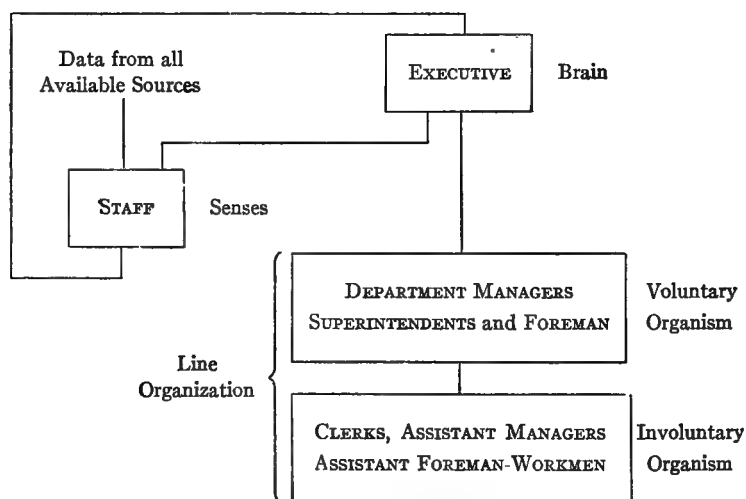 Data from all
Available Sources
EXECUTIVE
Brain
STAFF
Senses
DEPARTMENT MANAGERS
SUPERINTENDENTS and FOREMAN
Voluntary
Organism
Line
Organization
CLERKS, ASSISTANT MANAGERS
ASSISTANT FOREMAN-WORKMEN
Involuntary
Organism